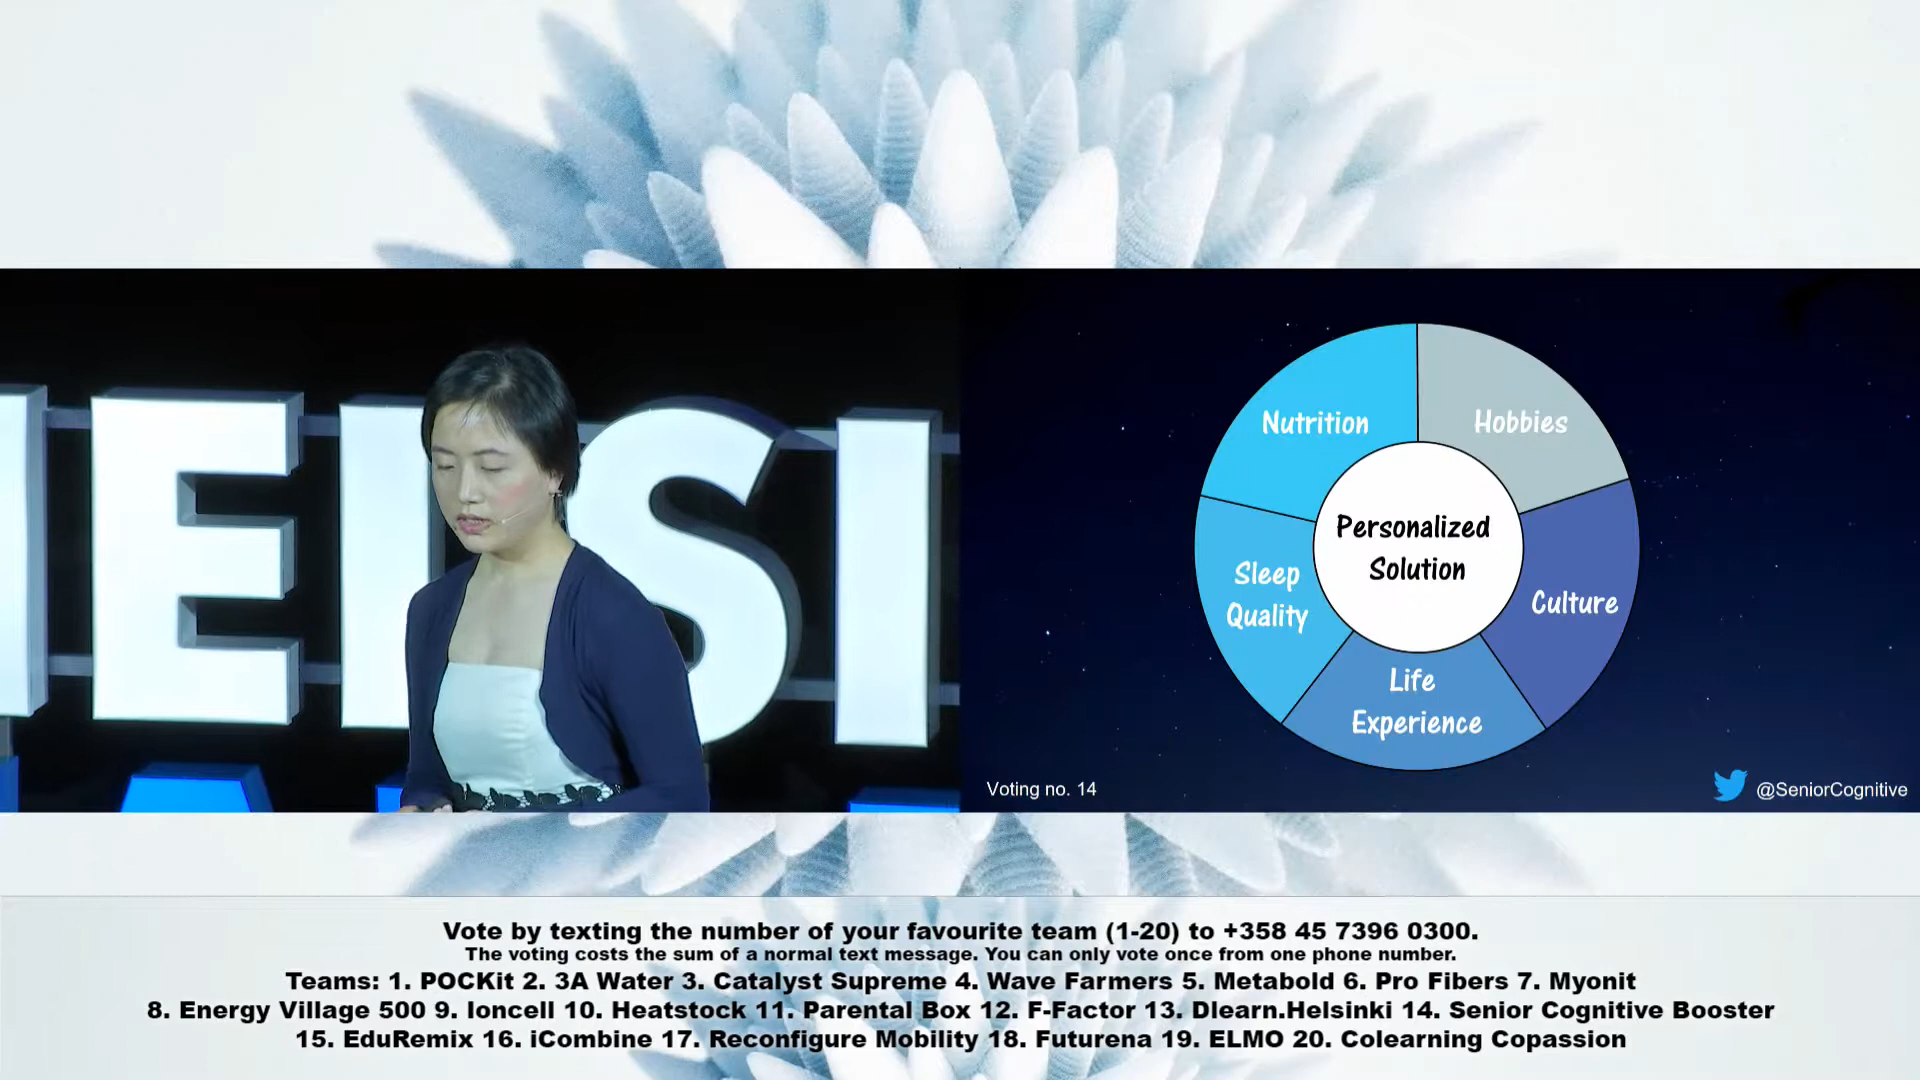 ELSI
Nutrition
Hobbies
Personalized
Solution
Sleep
Quality
Culture
Life
Experience
Voting no. 14
@SeniorCognitive
Vote by texting the number of your favourite team (1-20) to +358 45 7396 0300.
The voting costs the sum of a normal text message. You can only vote once from one phone number.
Teams: 1. POCKit 2. 3A Water 3. Catalyst Supreme 4. Wave Farmers 5. Metabold 6. Pro Fibers 7. Myonit
8. Energy Village 500 9. Ioncell 10. Heatstock 11. Parental Box 12. F-Factor 13. Dlearn.Helsinki 14. Senior Cognitive Booster
15. EduRemix 16. iCombine 17. Reconfigure Mobility 18. Futurena 19. ELMO 20. Colearning Copassion